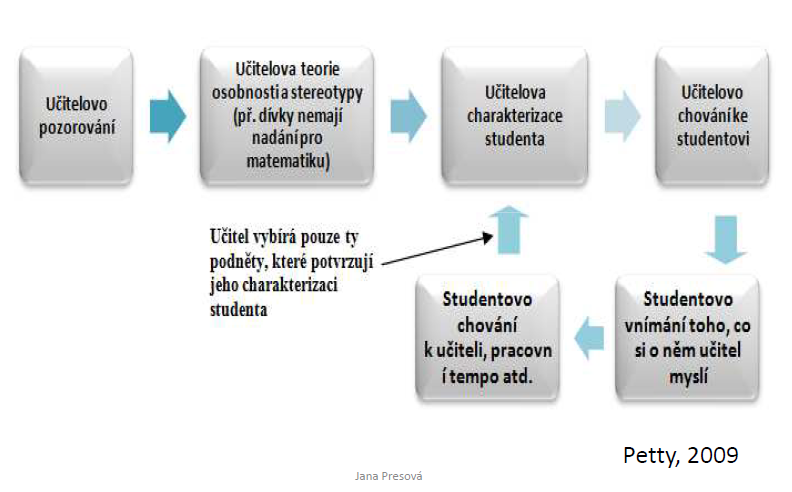 Učitelovo
pozorování
Učitelova teorie
osobnosti a stereotypy
(př. dívky nemají
nadání pro
matematiku)
Učitelova
charakterizace
studenta
Učitelovo
chování ke
studentovi
Učitel vybírá pouze ty
podněty, které potvrzují
jeho charakterizaci
studenta
Studentovo
chování
k učiteli, pracovn
í tempo atd.
Studentovo
vnímání toho, co
si o něm učitel
myslí
Petty, 2009
Jana Presová